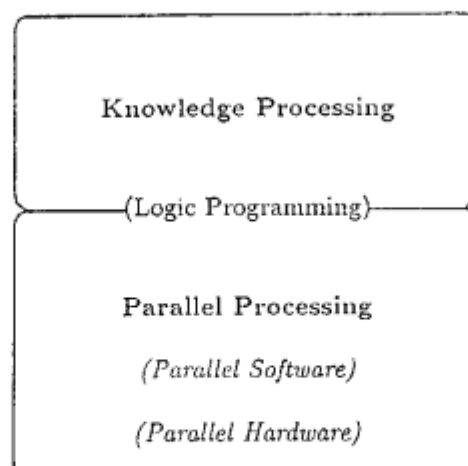 Knowledge Processing
(Logic Programming)
Parallel Processing
(Parallel Software)
(Parallel Hardware)